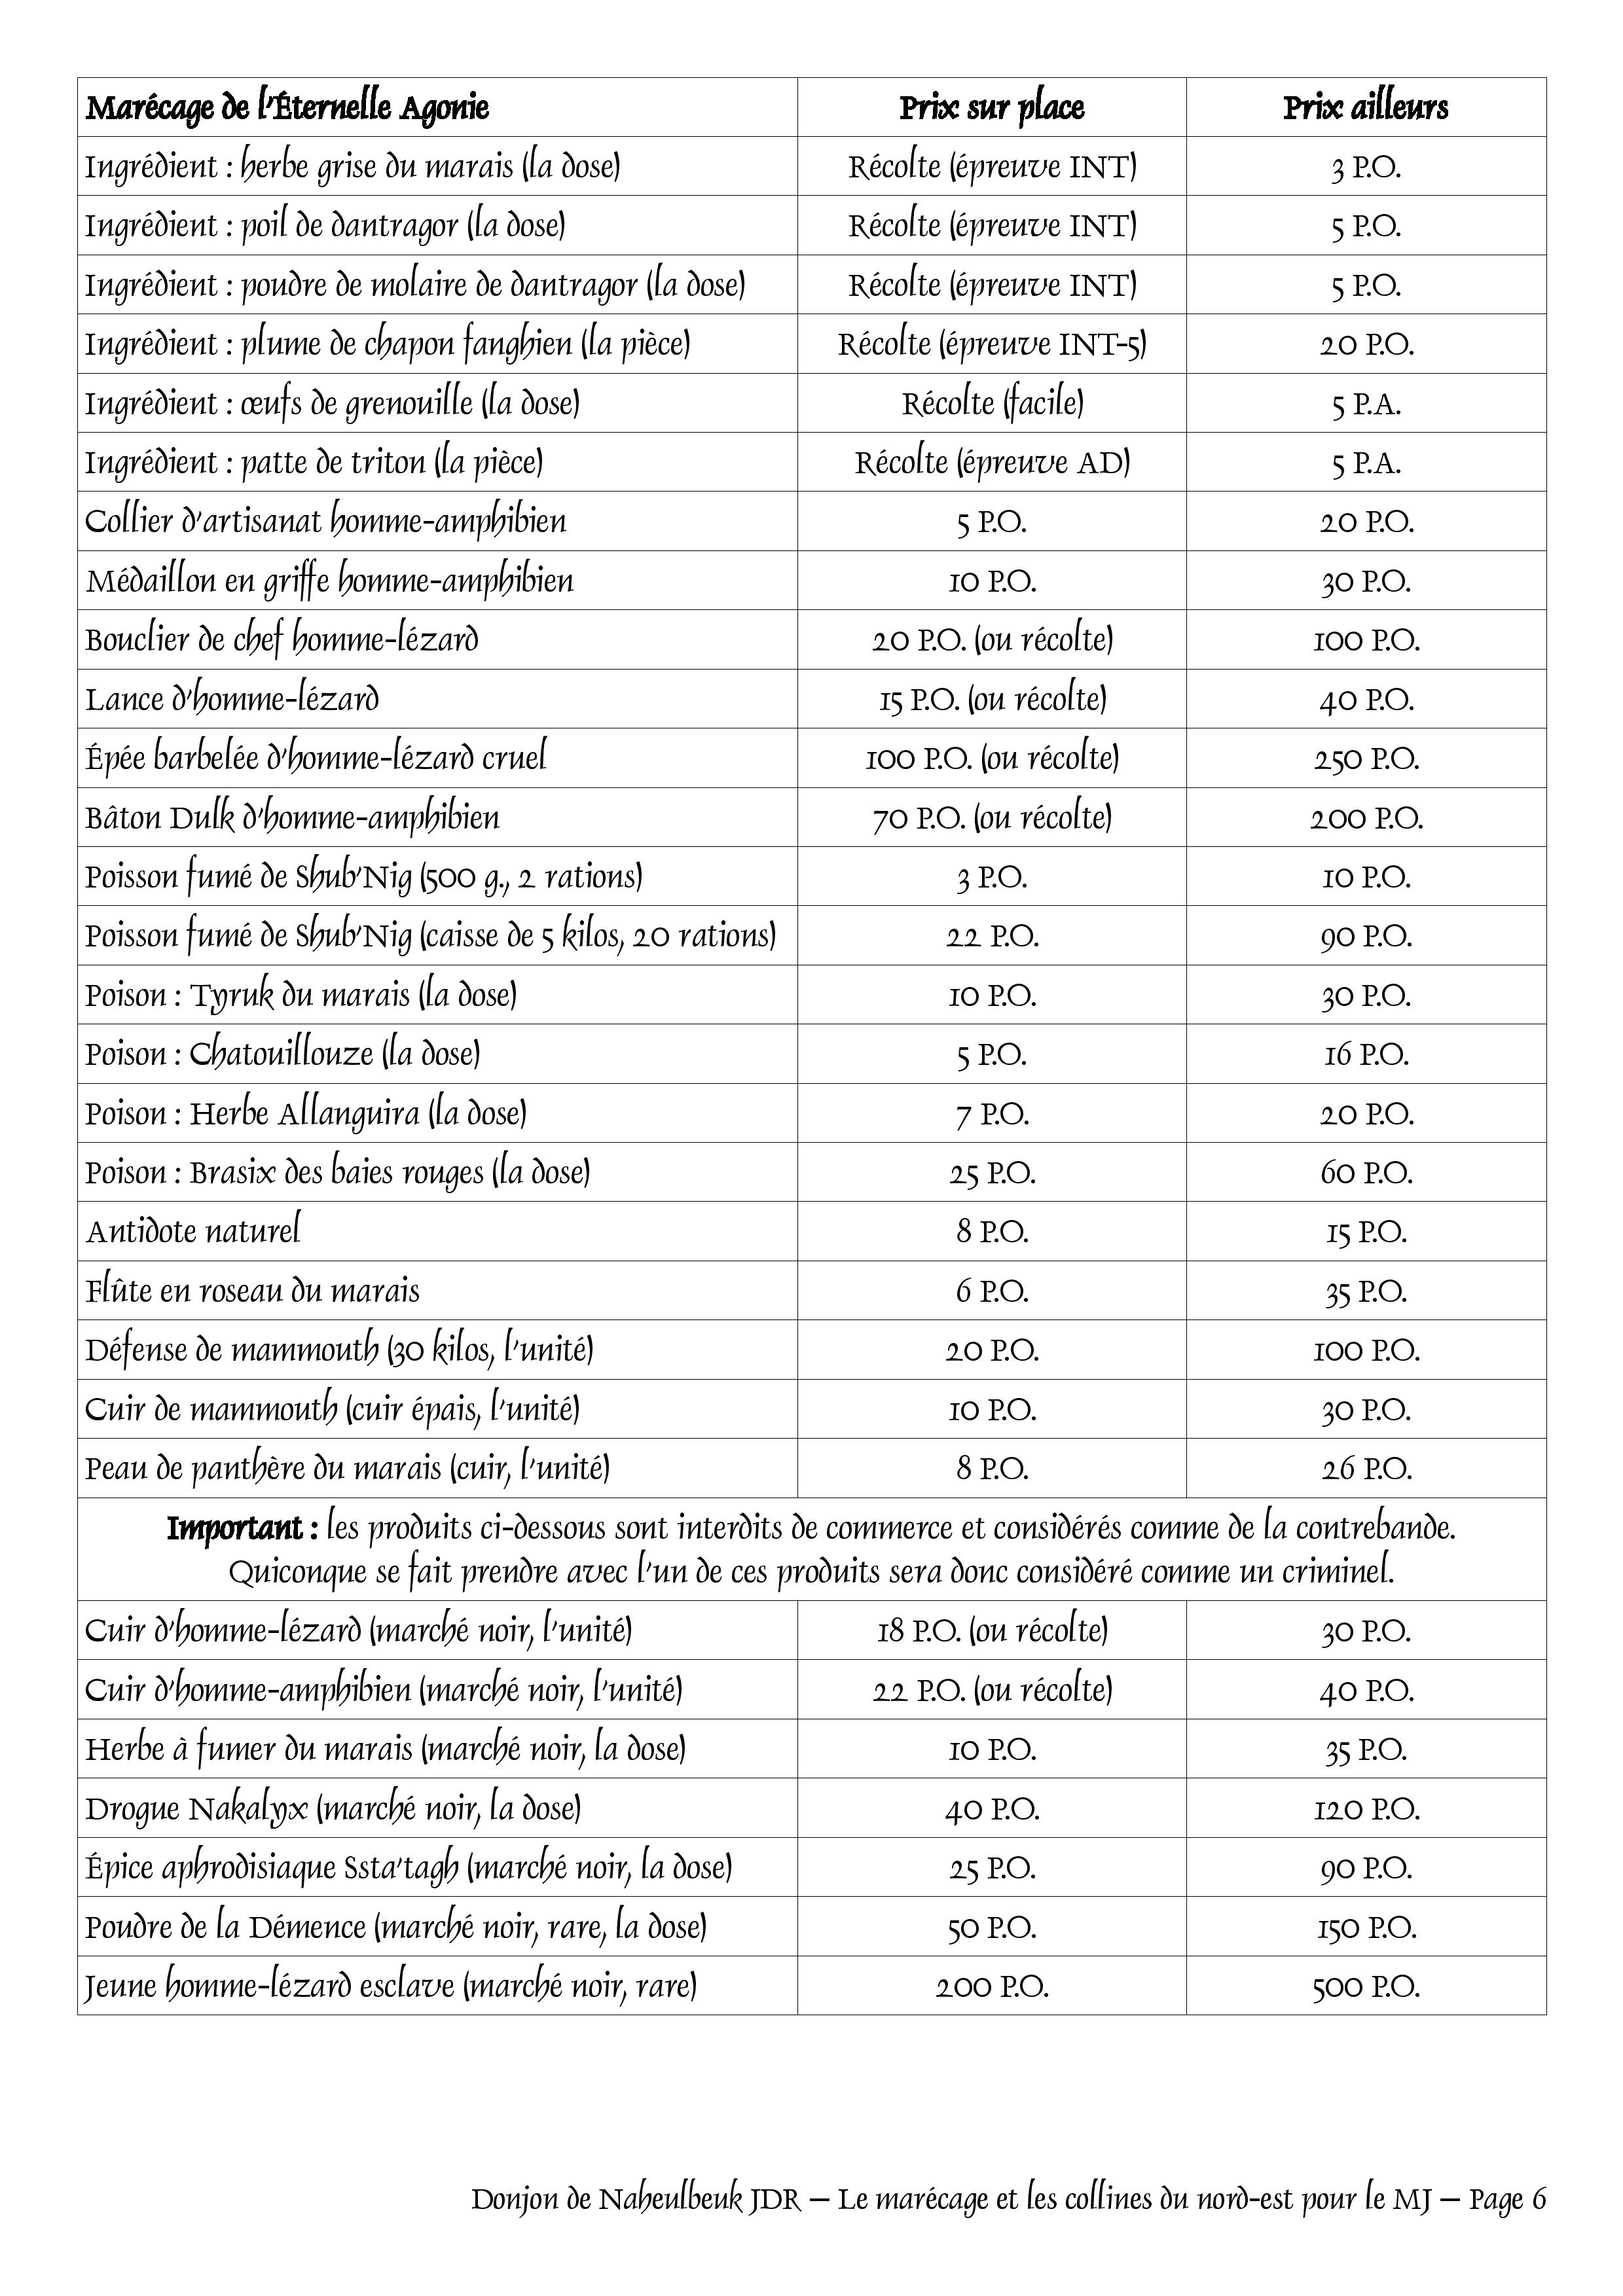 Marécage de l'Éternelle Agonie Prix sur place Prix ailleurs
Ingrédient : herbe grise du marais (la dose) Récolte (épreuve INT) 3 P.O.
Ingrédient : poil de dantragor (la dose) Récolte (épreuve INT) 5 P.O.
Ingrédient : poudre de molaire de dantragor (la dose) Récolte (épreuve INT) 5 P.O.
Ingrédient : plume de chapon fanghien (la pièce) Récolte (épreuve INT-5) 20 P.O.
Ingrédient : œufs de grenouille (la dose) Récolte (facile) 5 P.A.
Ingrédient : patte de triton (la pièce) Récolte (épreuve AD) 5 P.A.
Collier d'artisanat homme-amphibien 5 P.O. 20 P.O.
Médaillon en griffe homme-amphibien 10 P.O. 30 P.O.
Bouclier de chef homme-lézard 20 P.O. (ou récolte) 100 P.O.
Lance d'homme-lézard 15 P.O. (ou récolte) 40 P.O.
Épée barbelée d'homme-lézard cruel 100 P.O. (ou récolte) 250 P.O.
Bâton Dulk d'homme-amphibien 70 P.O. (ou récolte) 200 P.O.
Poisson fumé de Shub'Nig (500 g., 2 rations) 3 P.O. 10 P.O.
Poisson fumé de Shub'Nig (caisse de 5 kilos, 20 rations) 22 P.O. 90 P.O.
Poison : Tyruk du marais (la dose) 10 P.O. 30 P.O.
Poison : Chatouillouze (la dose) 5 P.O. 16 P.O.
Poison : Herbe Allanguira (la dose) 7 P.O. 20 P.O.
Poison : Brasix des baies rouges (la dose) 25 P.O. 60 P.O.
Antidote naturel 8 P.O. 15 P.O.
Flûte en roseau du marais 6 P.O. 35 P.O.
Défense de mammouth (30 kilos, l'unité) 20 P.O. 100 P.O.
Cuir de mammouth (cuir épais, l'unité) 10 P.O. 30 P.O.
Peau de panthère du marais (cuir, l'unité) 8 P.O. 26 P.O.
Important : les produits ci-dessous sont interdits de commerce et considérés comme de la contrebande.
Quiconque se fait prendre avec l'un de ces produits sera donc considéré comme un criminel.
Cuir d'homme-lézard (marché noir, l'unité) 18 P.O. (ou récolte) 30 P.O.
Cuir d'homme-amphibien (marché noir, l'unité) 22 P.O. (ou récolte) 40 P.O.
Herbe à fumer du marais (marché noir, la dose) 10 P.O. 35 P.O.
Drogue Nakalyx (marché noir, la dose) 40 P.O. 120 P.O.
Épice aphrodisiaque Ssta'tagh (marché noir, la dose) 25 P.O. 90 P.O.
Poudre de la Démence (marché noir, rare, la dose) 50 P.O. 150 P.O.
Jeune homme-lézard esclave (marché noir, rare) 200 P.O. 500 P.O.
Donjon de Naheulbeuk JDR – Le marécage et les collines du nord-est pour le MJ – Page 6